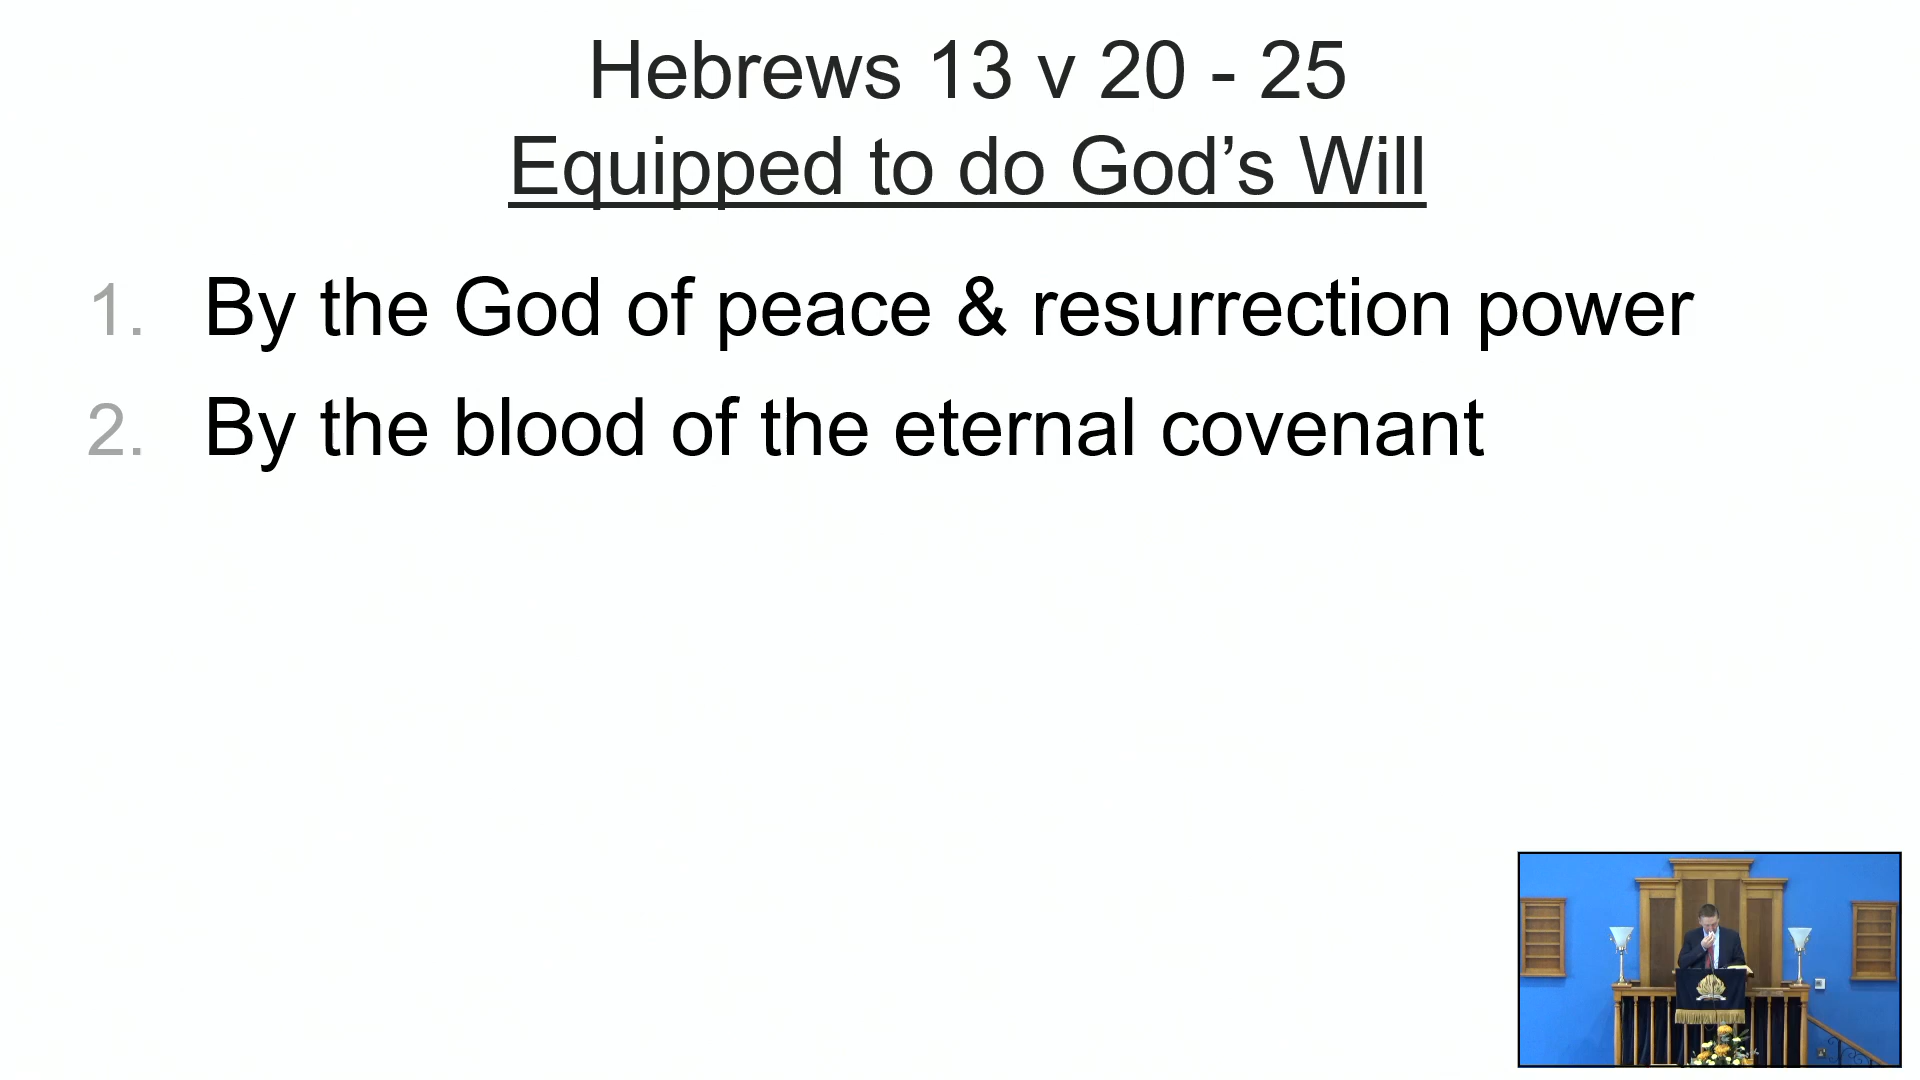 Hebrews 13 v 20 - 25
Equipped to do God’s Will
1. By the God of peace & resurrection power
2. By the blood of the eternal covenant